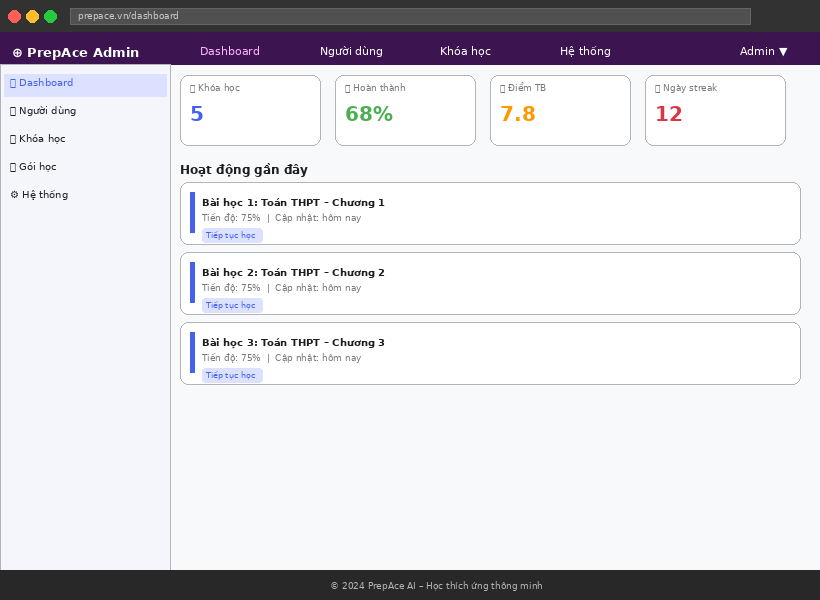 prepace.vn/dashboard
⊕ PrepAce Admin
Dashboard Người dùng Khóa học Hệ thống Admin ▼
Dashboard
Người dùng
Khóa học
Gói học
⚙ Hệ thống
Khóa học Hoàn thành Điểm TB Ngày streak
5 68% 7.8 12
Hoạt động gần đây
Bài học 1: Toán THPT – Chương 1
Tiến độ: 75% | Cập nhật: hôm nay
Tiếp tục học
Bài học 2: Toán THPT – Chương 2
Tiến độ: 75% | Cập nhật: hôm nay
Tiếp tục học
Bài học 3: Toán THPT – Chương 3
Tiến độ: 75% | Cập nhật: hôm nay
Tiếp tục học
© 2024 PrepAce AI – Học thích ứng thông minh